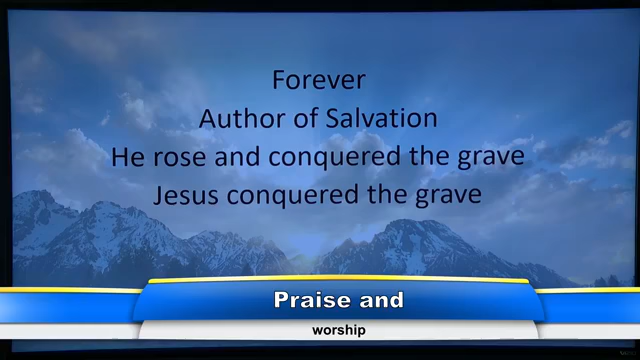 Forever
Author of Salvation
He rose and conquered the grave
Jesus conquered the grave
Praise and
worship